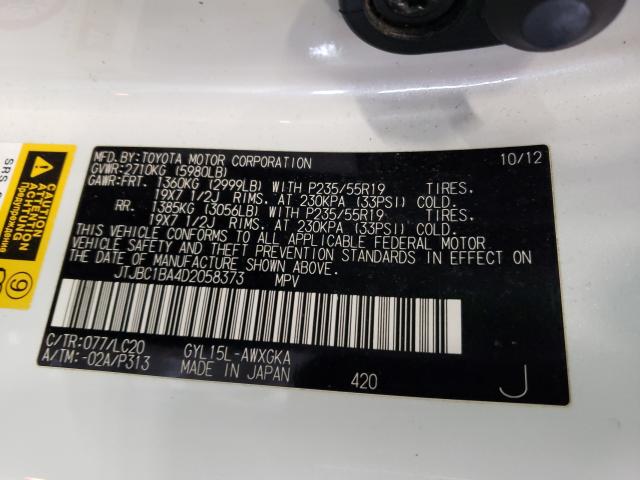 MFD.BY:TOYOTA MOTOR CORPORATION 10/12
GVWR:2710KG (5980LB)
GAWR:FRT. 1360KG (2999LB) WITH P235/55R19 TIRES.
19X7 1/2J RIMS. AT 230KPA (33PSI) COLD.
RR. 1385KG (3056LB) WITH P235/55R19 TIRES.
19X7 1/2J RIMS. AT 230KPA (33PSI) COLD.
THIS VEHICLE CONFORMS TO ALL APPLICABLE FEDERAL MOTOR
VEHICLE SAFETY AND THEFT PREVENTION STANDARDS IN EFFECT ON
THE DATE OF MANUFACTURE SHOWN ABOVE.
JTJBC1BA4D2058373 MPV
C/TR:077/LC20 GYL15L-AWXGKA
A/TM:-02A/P313 MADE IN JAPAN 420 J
SRS
CAUTION
ATTENTION
ACHTUNG
Предупреждение
9